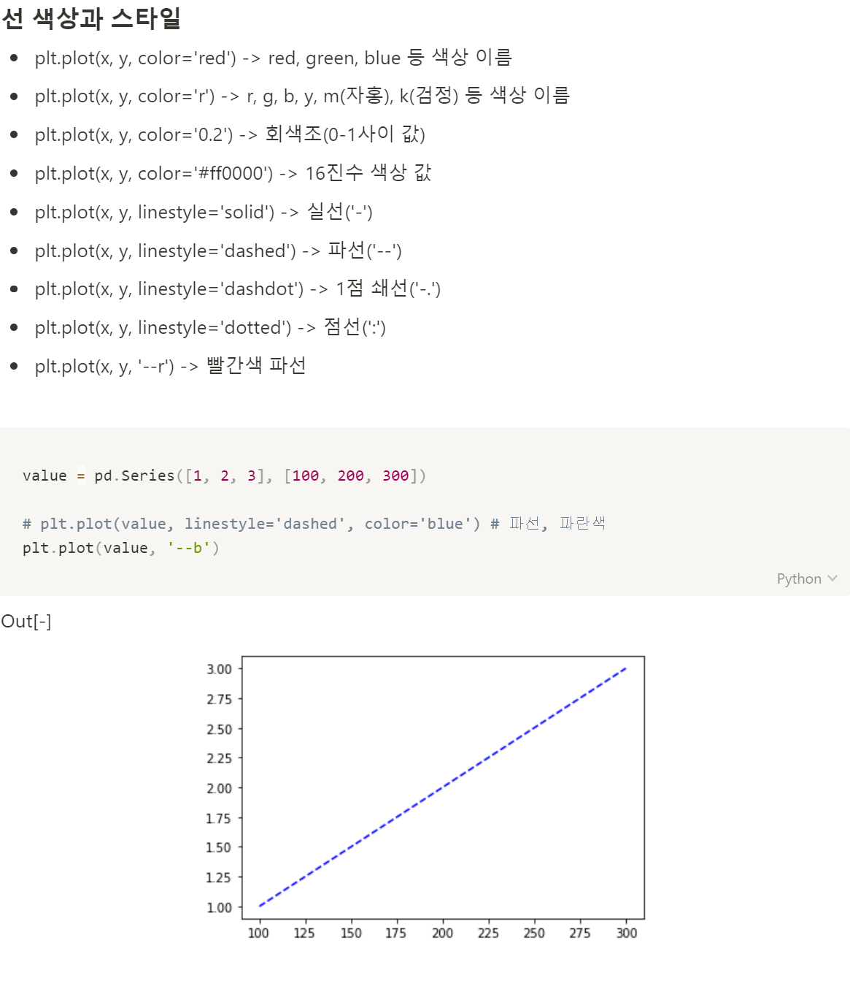 선 색상과 스타일
• plt.plot(x, y, color='red') -> red, green, blue 등 색상 이름
• plt.plot(x, y, color='r') -> r, g, b, y, m(자홍), k(검정) 등 색상 이름
• plt.plot(x, y, color='0.2') -> 회색조(0-1사이 값)
• plt.plot(x, y, color='#ff0000') -> 16진수 색상 값
• plt.plot(x, y, linestyle='solid') -> 실선('-')
• plt.plot(x, y, linestyle='dashed') -> 파선('--')
• plt.plot(x, y, linestyle='dashdot') -> 1점 쇄선('-.')
• plt.plot(x, y, linestyle='dotted') -> 점선(':')
• plt.plot(x, y, '--r') -> 빨간색 파선
value = pd.Series([1, 2, 3], [100, 200, 300])
# plt.plot(value, linestyle='dashed', color='blue') # 파선, 파란색
plt.plot(value, '--b')
Python
Out[-]
3.00
2.75
2.50
2.25
2.00
1.75
1.50
1.25
1.00
100 125 150 175 200 225 250 275 300